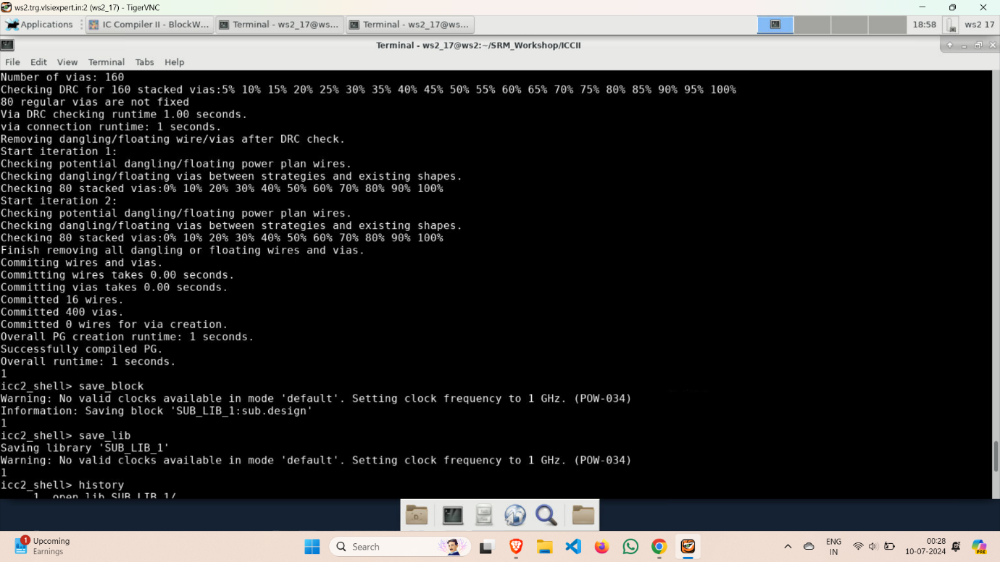 ws2.trg.vlsiexpert.in:2 (ws2_17) - TigerVNC
Applications
IC Compiler II - BlockW...
Terminal - ws2_17@ws...
Terminal - ws2_17@ws...
18:58
ws2 17
Terminal - ws2_17@ws2:~/SRM_Workshop/ICCII
File Edit View Terminal Tabs Help
Number of vias: 160
Checking DRC for 160 stacked vias:5% 10% 15% 20% 25% 30% 35% 40% 45% 50% 55% 60% 65% 70% 75% 80% 85% 90% 95% 100%
80 regular vias are not fixed
Via DRC checking runtime 1.00 seconds.
via connection runtime: 1 seconds.
Removing dangling/floating wire/vias after DRC check.
Start iteration 1:
Checking potential dangling/floating power plan wires.
Checking dangling/floating vias between strategies and existing shapes.
Checking 80 stacked vias:0% 10% 20% 30% 40% 50% 60% 70% 80% 90% 100%
Start iteration 2:
Checking potential dangling/floating power plan wires.
Checking dangling/floating vias between strategies and existing shapes.
Checking 80 stacked vias:0% 10% 20% 30% 40% 50% 60% 70% 80% 90% 100%
Finish removing all dangling or floating wires and vias.
Commiting wires and vias.
Committing wires takes 0.00 seconds.
Committing vias takes 0.00 seconds.
Committed 16 wires.
Committed 400 vias.
Committed 0 wires for via creation.
Overall PG creation runtime: 1 seconds.
Successfully compiled PG.
Overall runtime: 1 seconds.
1
icc2_shell> save_block
Warning: No valid clocks available in mode 'default'. Setting clock frequency to 1 GHz. (POW-034)
Information: Saving block 'SUB_LIB_1:sub.design'
1
icc2_shell> save_lib
Saving library 'SUB_LIB_1'
Warning: No valid clocks available in mode 'default'. Setting clock frequency to 1 GHz. (POW-034)
1
icc2_shell> history
1 open_lib SUB_LIB_1/
1
Upcoming
Earnings
Search
ENG
IN
00:28
10-07-2024
PRE